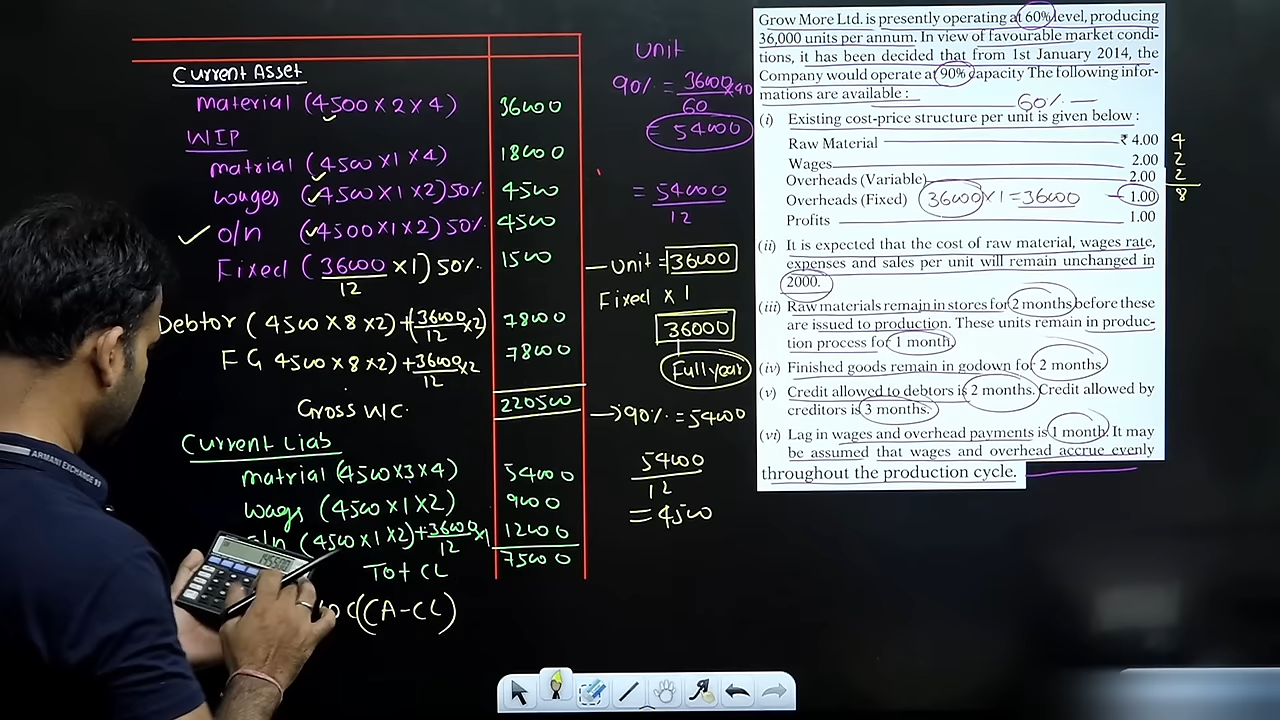 Current Asset
material (4500 × 2 × 4) 36000
WIP
matrial (4500 × 1 × 4) 18000
wages (4500 × 1 × 2) 50% 4500
✓ o/h (4500 × 1 × 2) 50% 4500
Fixed (36000/12 × 1) 50% 1500
Debtor (4500 × 8 × 2) + (36000/12 × 2) 78000
F G 4500 × 8 × 2) + 36000/12 × 2 78000
Gross W/C. 220500
Current Liab
material (4500 × 3 × 4) 54000
wages (4500 × 1 × 2) 9000
(4500 × 1 × 2) + 36000/12 × 1 12000
Tot CL 75000
(CA-CL)
ARMANI EXCHANGE
unit
90% = 36000/60 × 90
= 54000
= 54000/12
unit = 36000
Fixed × 1
36000
Full year
→ 90% = 54000
54000/12
= 4500
Grow More Ltd. is presently operating at 60% level, producing
36,000 units per annum. In view of favourable market condi-
tions, it has been decided that from 1st January 2014, the
Company would operate at 90% capacity The following infor-
mations are available :
60% —
(i) Existing cost-price structure per unit is given below :
Raw Material ₹ 4.00 4
Wages 2.00 2
Overheads (Variable) 2.00 2
Overheads (Fixed) 36000 × 1 = 36000 1.00 8
Profits 1.00
(ii) It is expected that the cost of raw material, wages rate,
expenses and sales per unit will remain unchanged in
2000.
(iii) Raw materials remain in stores for 2 months before these
are issued to production. These units remain in produc-
tion process for 1 month.
(iv) Finished goods remain in godown for 2 months.
(v) Credit allowed to debtors is 2 months. Credit allowed by
creditors is 3 months.
(vi) Lag in wages and overhead payments is 1 month. It may
be assumed that wages and overhead accrue evenly
throughout the production cycle.